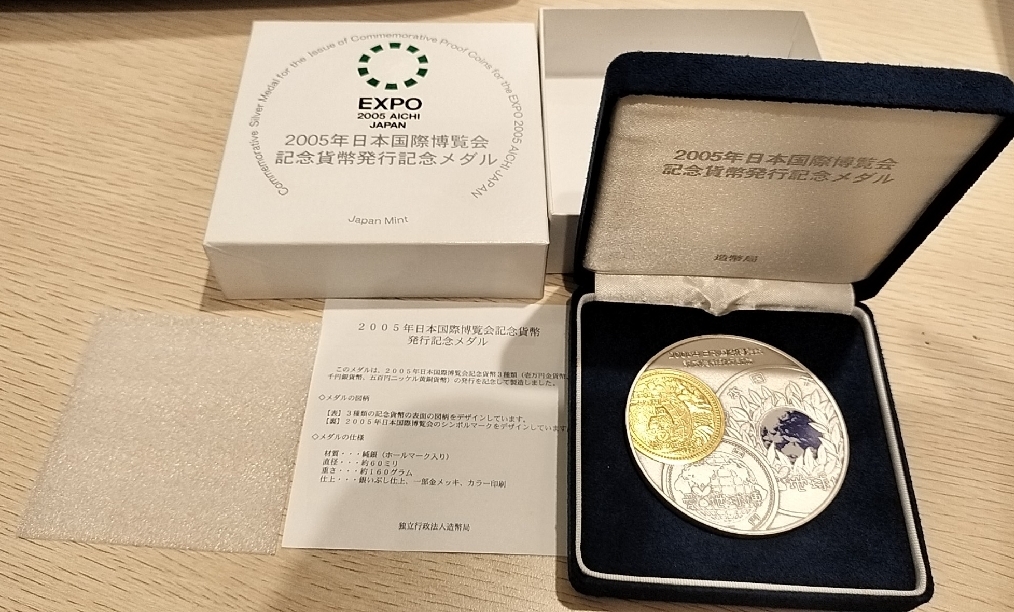 Commemorative Silver Medal for the Issue of Commemorative Proof Coins for the EXPO 2005 AICHI JAPAN
EXPO
2005 AICHI
JAPAN
2005年日本国際博覧会
記念貨幣発行記念メダル
Japan Mint
2005年日本国際博覧会
記念貨幣発行記念メダル
造幣局
2005年日本国際博覧会記念貨幣
発行記念メダル
このメダルは、2005年日本国際博覧会記念貨幣3種類(壱万円金貨幣、
千円銀貨幣、五百円ニッケル黄銅貨幣)の発行を記念して製造しました。
◇メダルの図柄
【表】3種類の記念貨幣の表面の図柄をデザインしています。
【裏】2005年日本国際博覧会のシンボルマークをデザインしています
◇メダルの仕様
材質・・・純銀(ホールマーク入り)
直径・・・約60ミリ
重さ・・・約160グラム
仕上・・・銀いぶし仕上、一部金メッキ、カラー印刷
独立行政法人造幣局